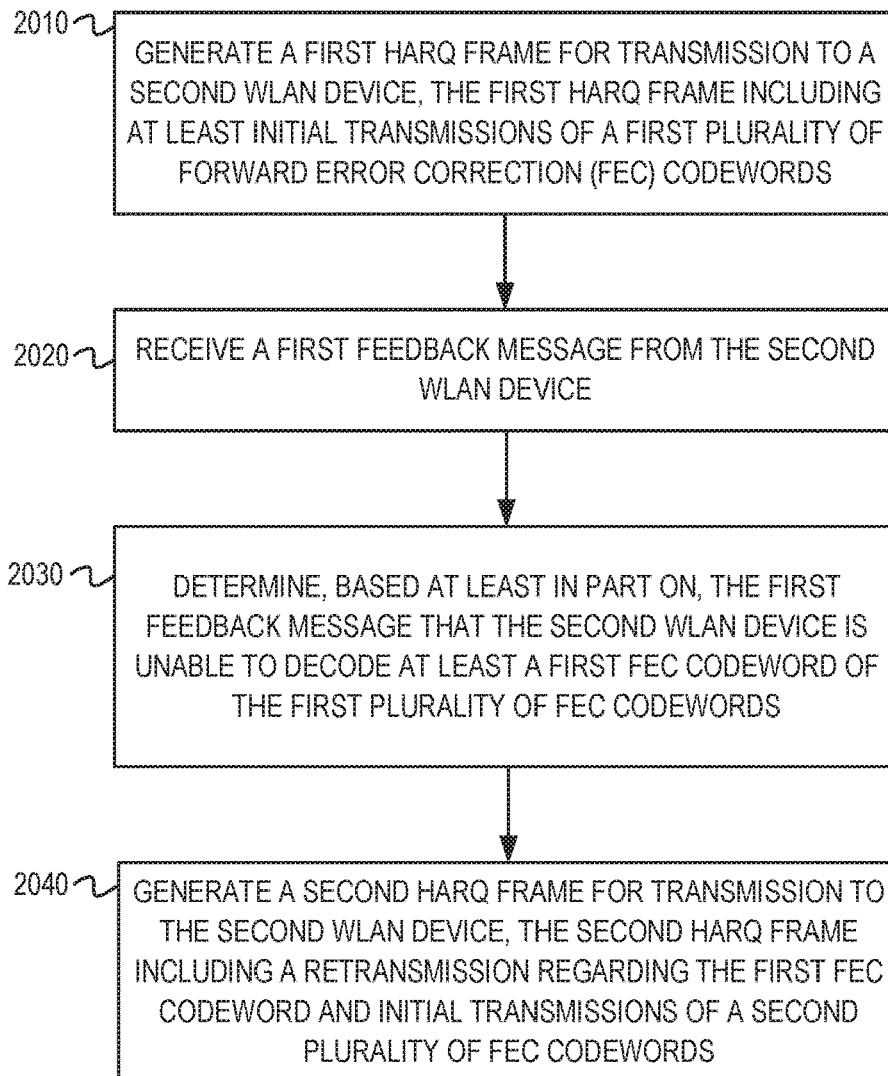 2010
GENERATE A FIRST HARQ FRAME FOR TRANSMISSION TO A
SECOND WLAN DEVICE, THE FIRST HARQ FRAME INCLUDING
AT LEAST INITIAL TRANSMISSIONS OF A FIRST PLURALITY OF
FORWARD ERROR CORRECTION (FEC) CODEWORDS
2020
RECEIVE A FIRST FEEDBACK MESSAGE FROM THE SECOND
WLAN DEVICE
2030
DETERMINE, BASED AT LEAST IN PART ON, THE FIRST
FEEDBACK MESSAGE THAT THE SECOND WLAN DEVICE IS
UNABLE TO DECODE AT LEAST A FIRST FEC CODEWORD OF
THE FIRST PLURALITY OF FEC CODEWORDS
2040
GENERATE A SECOND HARQ FRAME FOR TRANSMISSION TO
THE SECOND WLAN DEVICE, THE SECOND HARQ FRAME
INCLUDING A RETRANSMISSION REGARDING THE FIRST FEC
CODEWORD AND INITIAL TRANSMISSIONS OF A SECOND
PLURALITY OF FEC CODEWORDS